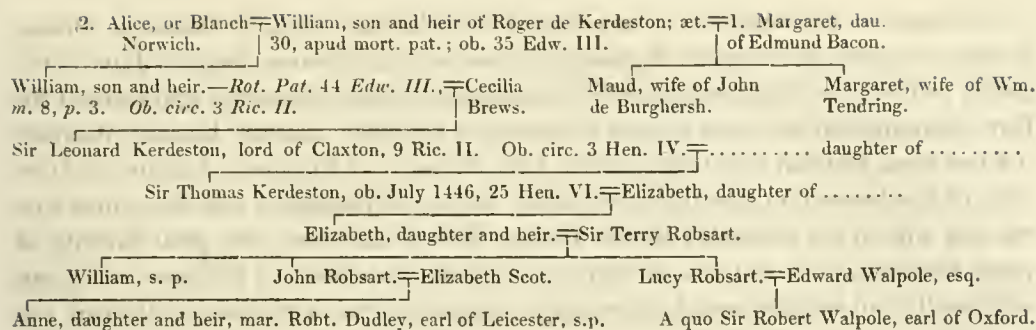 2. Alice, or Blanch=William, son and heir of Roger de Kerdeston; æt.=1. Margaret, dau.
Norwich. 30, apud mort. pat.; ob. 35 Edw. III. of Edmund Bacon.
William, son and heir.—Rot. Pat. 44 Edw. III.,=Cecilia Maud, wife of John Margaret, wife of Wm.
m. 8, p. 3. Ob. circ. 3 Ric. II. Brews. de Burghersh. Tendring.
Sir Leonard Kerdeston, lord of Claxton, 9 Ric. II. Ob. circ. 3 Hen. IV.=.......... daughter of .........
Sir Thomas Kerdeston, ob. July 1446, 25 Hen. VI.=Elizabeth, daughter of ........
Elizabeth, daughter and heir.=Sir Terry Robsart.
William, s. p. John Robsart.=Elizabeth Scot. Lucy Robsart.=Edward Walpole, esq.
Anne, daughter and heir, mar. Robt. Dudley, earl of Leicester, s.p. A quo Sir Robert Walpole, earl of Oxford